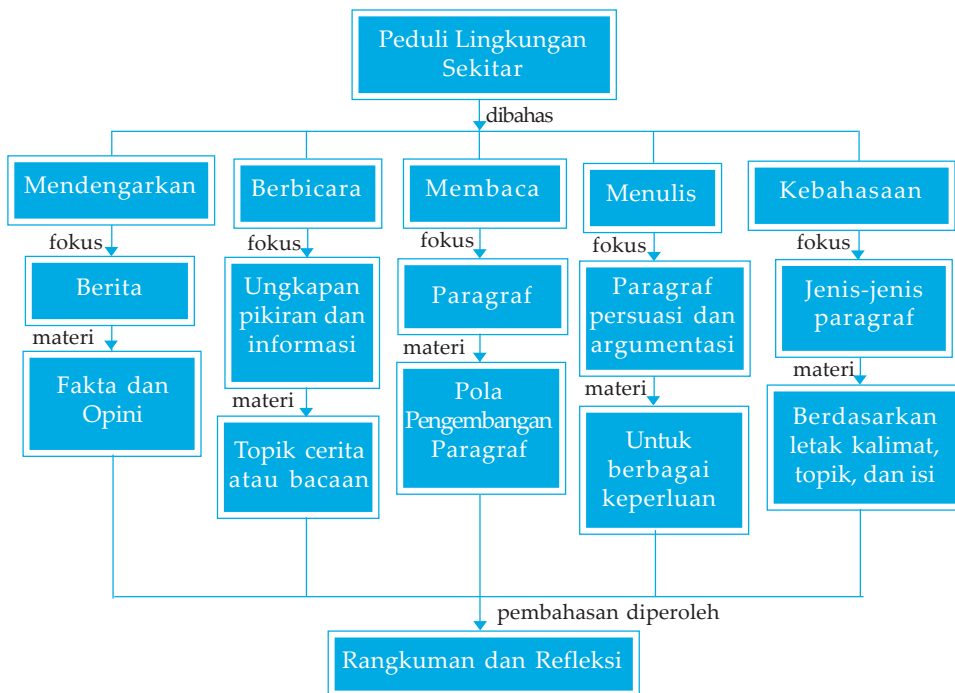 Peduli Lingkungan
Sekitar
dibahas
Mendengarkan
fokus
Berita
materi
Fakta dan
Opini
Berbicara
fokus
Ungkapan
pikiran dan
informasi
materi
Topik cerita
atau bacaan
Membaca
fokus
Paragraf
materi
Pola
Pengembangan
Paragraf
Menulis
fokus
Paragraf
persuasi dan
argumentasi
materi
Untuk
berbagai
keperluan
Kebahasaan
fokus
Jenis-jenis
paragraf
materi
Berdasarkan
letak kalimat,
topik, dan isi
pembahasan diperoleh
Rangkuman dan Refleksi